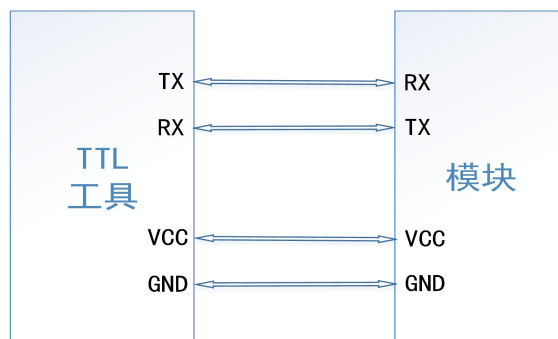 TTL
工具
TX
RX
VCC
GND
RX
TX
VCC
GND
模块